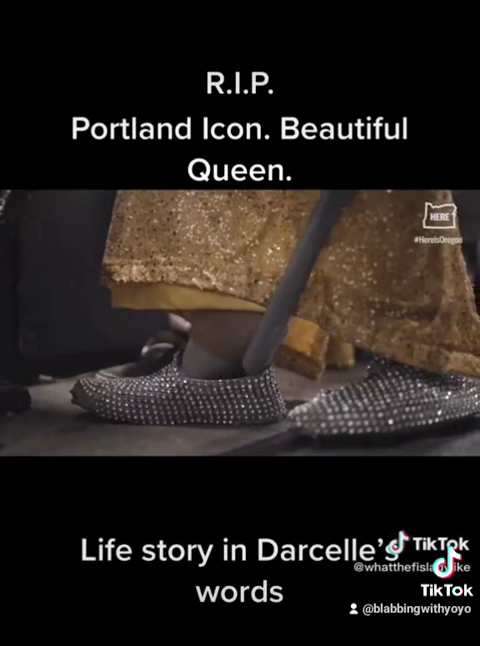 R.I.P.
Portland Icon. Beautiful
Queen.
HERE
#HereisOregon
Life story in Darcelle's
words
TikTok
TikTok
@blabbingwithyoyo